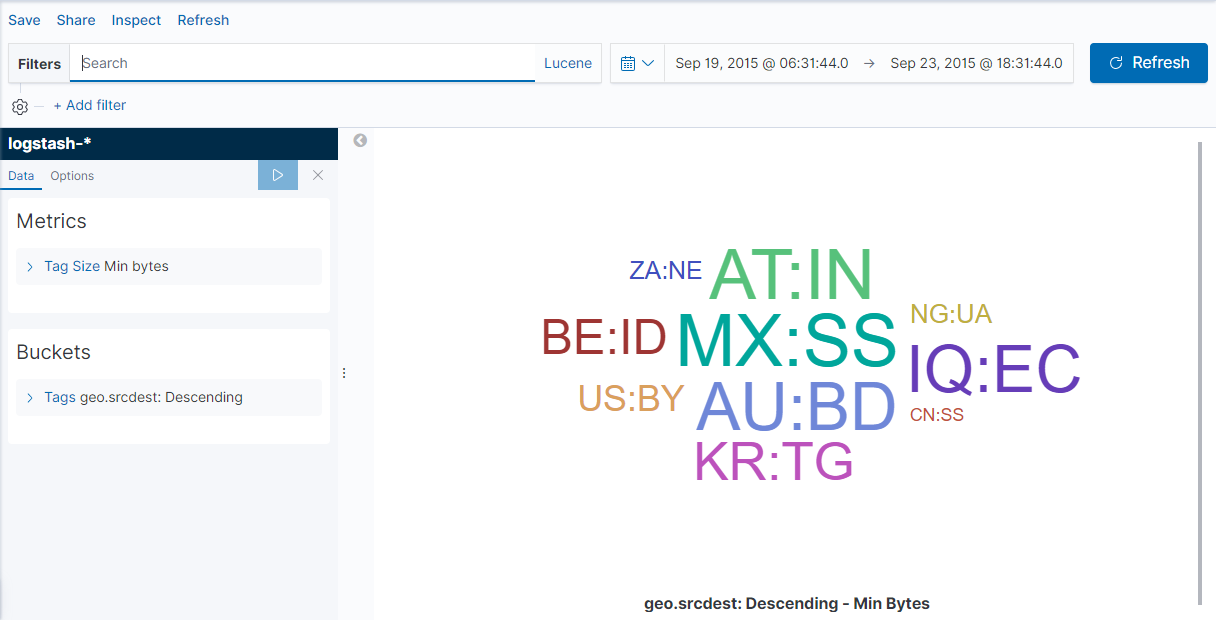 Save Share Inspect Refresh
Filters Search Lucene Sep 19, 2015 @ 06:31:44.0 → Sep 23, 2015 @ 18:31:44.0 Refresh
+ Add filter
logstash-*
Data Options
Metrics
Tag Size Min bytes
Buckets
Tags geo.srcdest: Descending
ZA:NE
AT:IN
NG:UA
BE:ID
MX:SS
IQ:EC
US:BY
AU:BD
CN:SS
KR:TG
geo.srcdest: Descending - Min Bytes